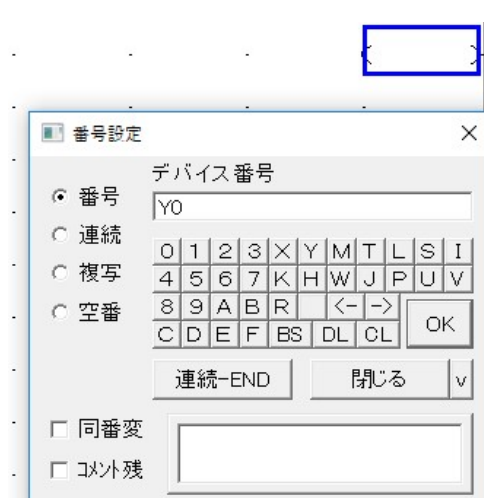 番号設定
デバイス番号
番号
Y0
連続
複写
空番
0 1 2 3 X Y M T L S I
4 5 6 7 K H W J P U V
8 9 A B R <- ->
C D E F BS DL CL OK
連続-END 閉じる v
同番変
コメント残